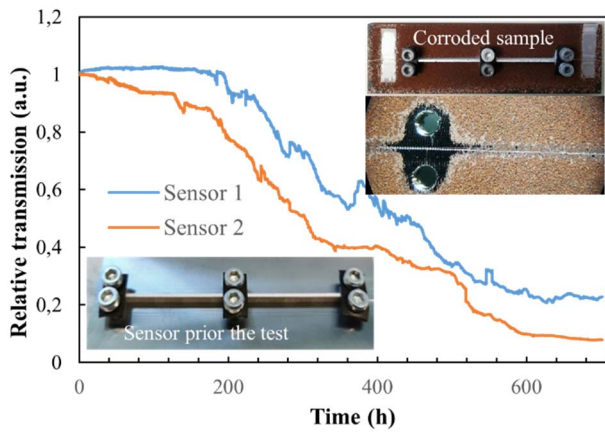 1,2
1
0,8
0,6
0,4
0,2
0
Relative transmission (a.u.)
Corroded sample
Sensor 1
Sensor 2
Sensor prior the test
0
200
400
600
Time (h)